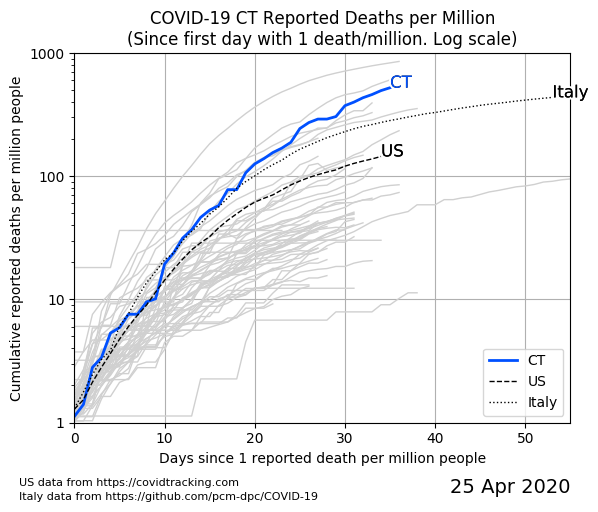 COVID-19 CT Reported Deaths per Million
(Since first day with 1 death/million. Log scale)
1000
100
10
1
Cumulative reported deaths per million people
CT
Italy
US
CT
US
Italy
0 10 20 30 40 50
Days since 1 reported death per million people
US data from https://covidtracking.com
Italy data from https://github.com/pcm-dpc/COVID-19
25 Apr 2020